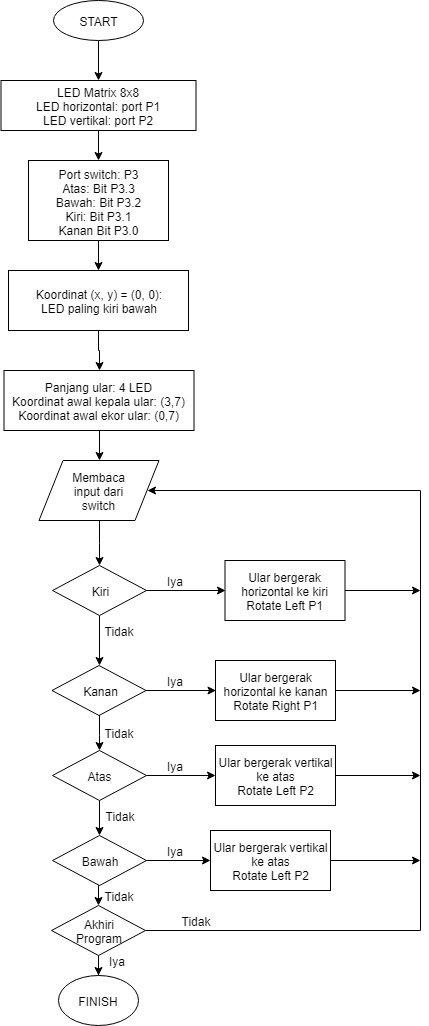 START
LED Matrix 8x8
LED horizontal: port P1
LED vertikal: port P2
Port switch: P3
Atas: Bit P3.3
Bawah: Bit P3.2
Kiri: Bit P3.1
Kanan Bit P3.0
Koordinat (x, y) = (0, 0):
LED paling kiri bawah
Panjang ular: 4 LED
Koordinat awal kepala ular: (3,7)
Koordinat awal ekor ular: (0,7)
Membaca
input dari
switch
Kiri
Iya
Ular bergerak
horizontal ke kiri
Rotate Left P1
Tidak
Kanan
Iya
Ular bergerak
horizontal ke kanan
Rotate Right P1
Tidak
Atas
Iya
Ular bergerak vertikal
ke atas
Rotate Left P2
Tidak
Bawah
Iya
Ular bergerak vertikal
ke atas
Rotate Left P2
Tidak
Akhiri
Program
Tidak
Iya
FINISH